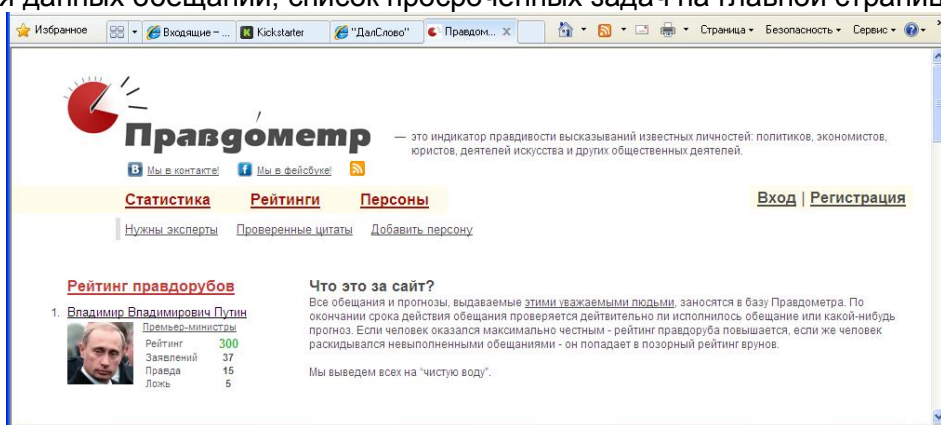 данных обещаний, список просроченных задач на главной
Избранное Входящие – ... Kickstarter "ДалСлово" Правдом... X Страница Безопасность Сервис
Правдометр — это индикатор правдивости высказываний известных личностей: политиков, экономистов,
юристов, деятелей искусства и других общественных деятелей.
Мы в контакте! Мы в фейсбуке!
Статистика Рейтинги Персоны Вход | Регистрация
Нужны эксперты Проверенные цитаты Добавить персону
Рейтинг правдорубов
1. Владимир Владимирович Путин
Премьер-министры
Рейтинг 300
Заявлений 37
Правда 15
Ложь 5
Что это за сайт?
Все обещания и прогнозы, выдаваемые этими уважаемыми людьми, заносятся в базу Правдометра. По
окончании срока действия обещания проверяется дейтвительно ли исполнилось обещание или какой-нибудь
прогноз. Если человек оказался максимально честным - рейтинг правдоруба повышается, если же человек
раскидывался невыполненными обещаниями - он попадает в позорный рейтинг врунов.
Мы выведем всех на "чистую воду".